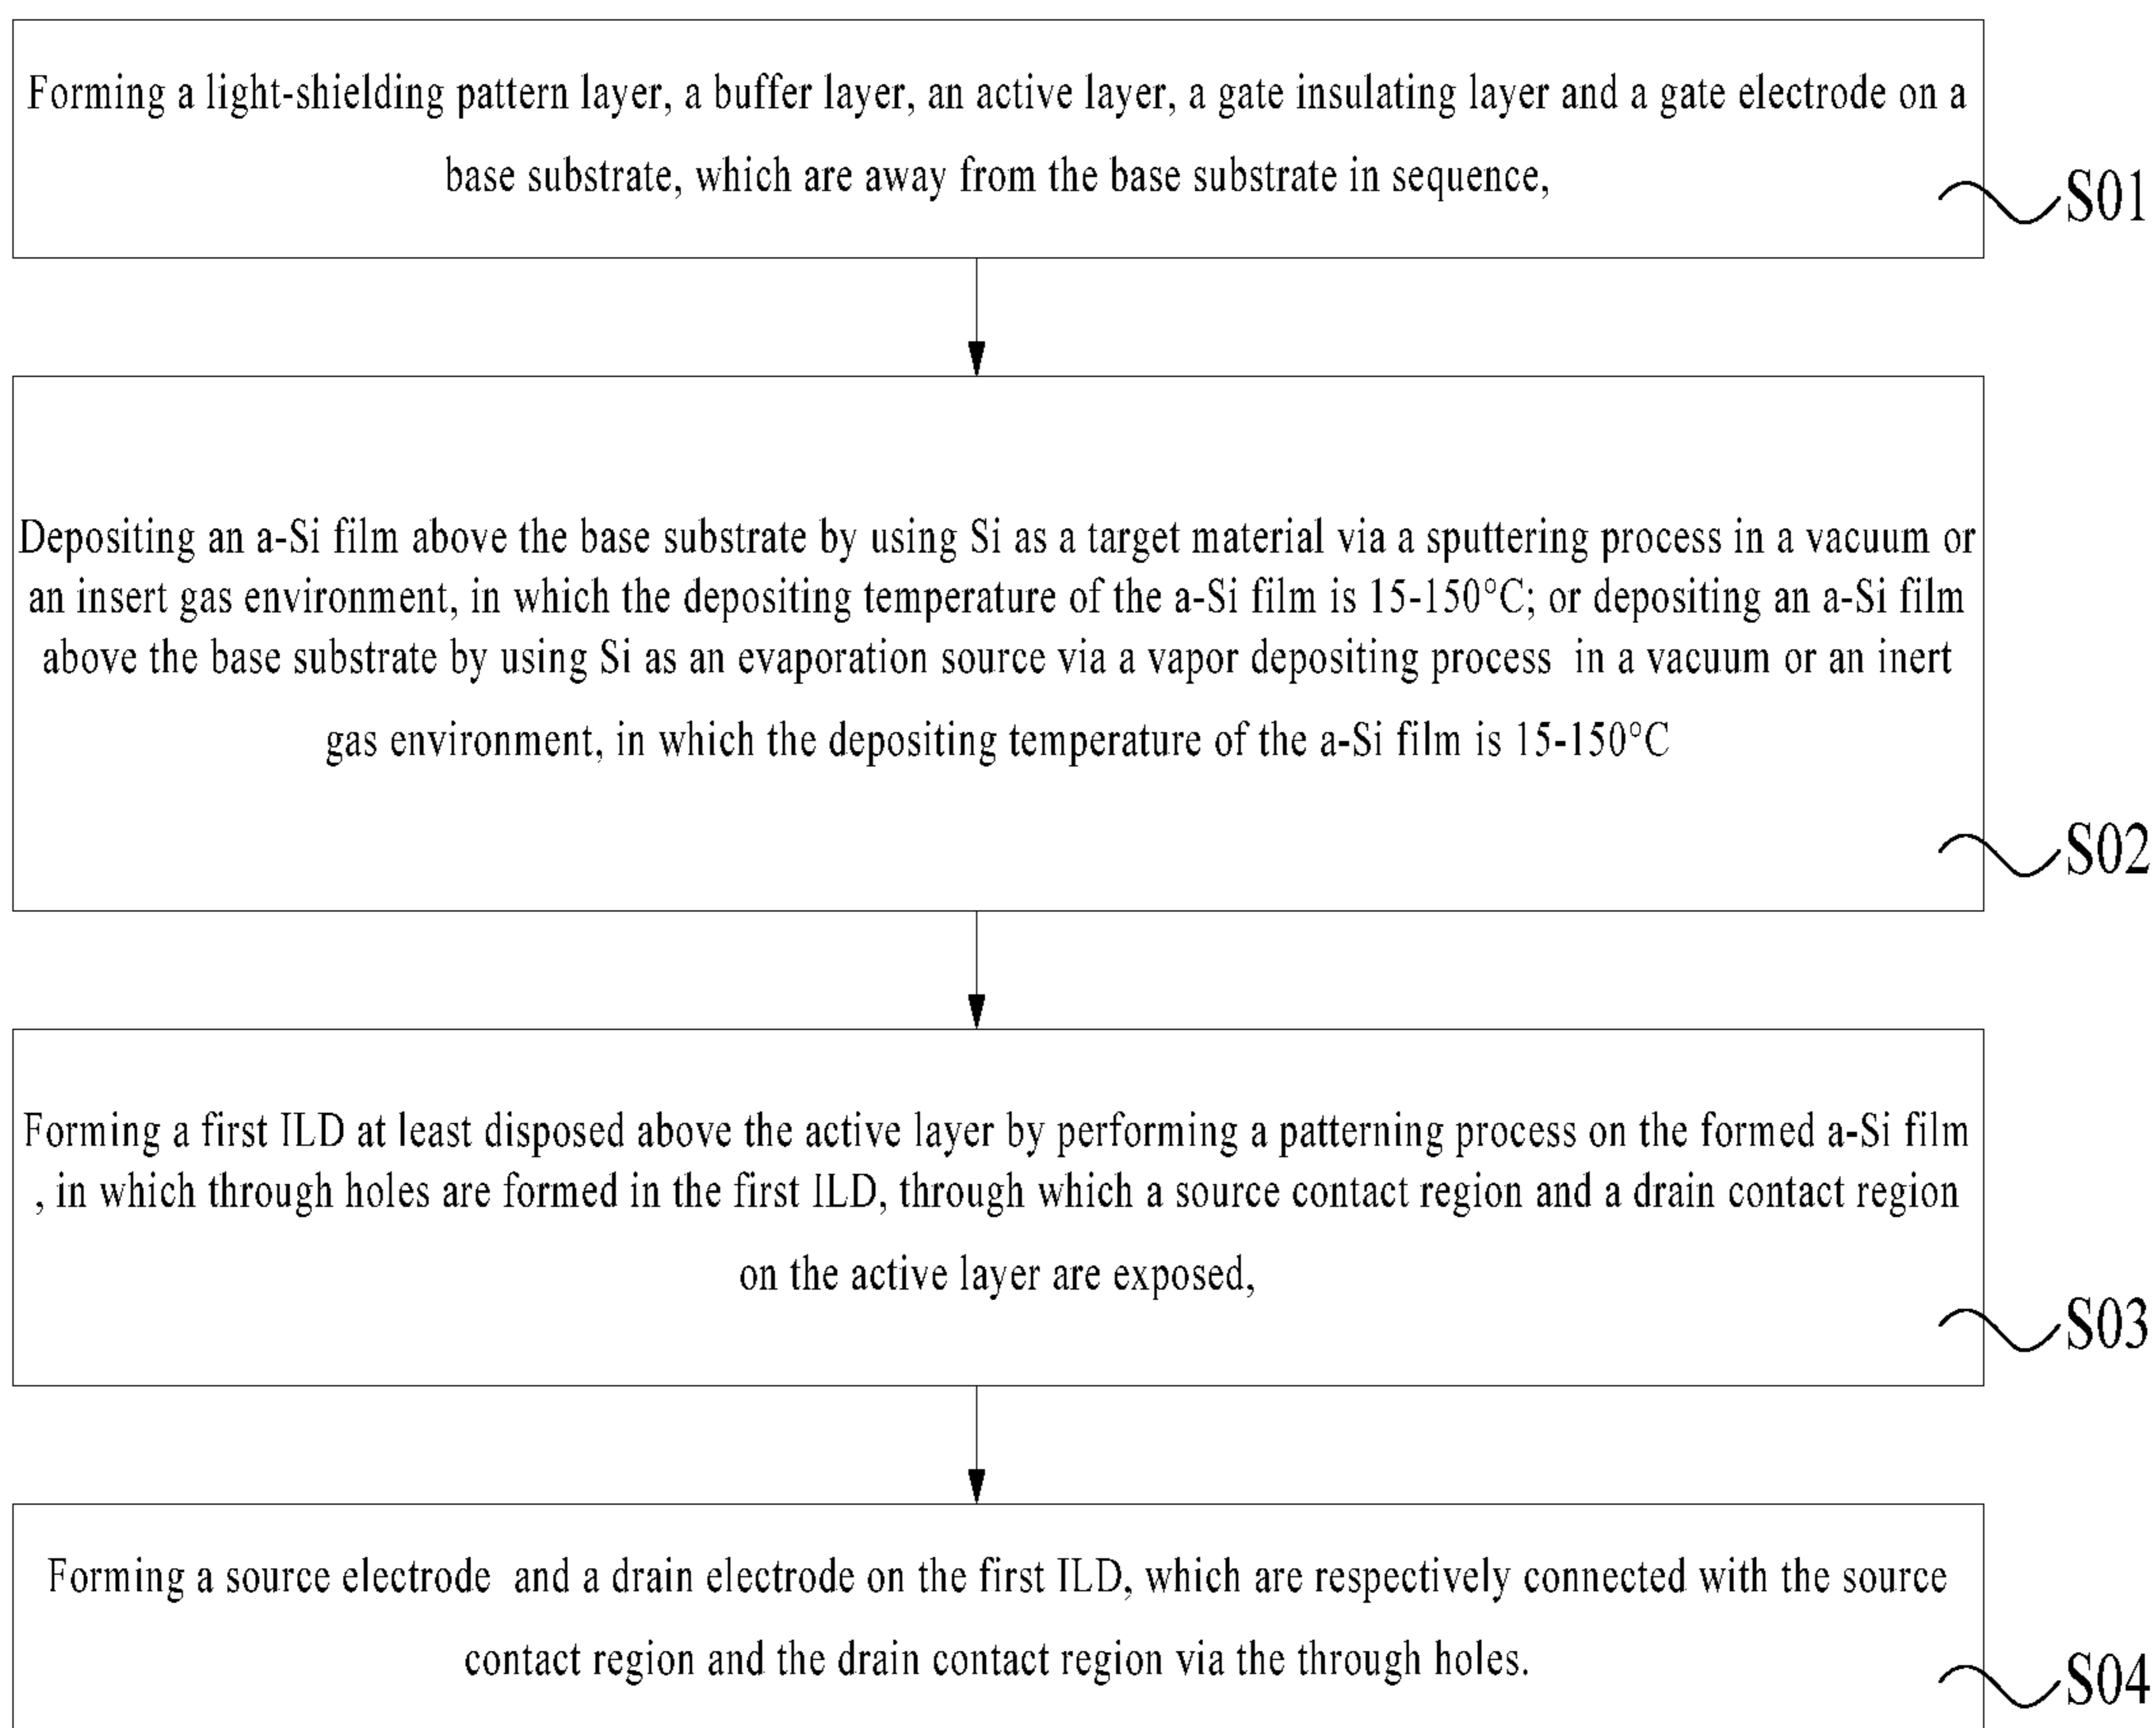 Forming a light-shielding pattern layer, a buffer layer, an active layer, a gate insulating layer and a gate electrode on a
base substrate, which are away from the base substrate in sequence,
S01
Depositing an a-Si film above the base substrate by using Si as a target material via a sputtering process in a vacuum or
an insert gas environment, in which the depositing temperature of the a-Si film is 15-150°C; or depositing an a-Si film
above the base substrate by using Si as an evaporation source via a vapor depositing process in a vacuum or an inert
gas environment, in which the depositing temperature of the a-Si film is 15-150°C
S02
Forming a first ILD at least disposed above the active layer by performing a patterning process on the formed a-Si film
, in which through holes are formed in the first ILD, through which a source contact region and a drain contact region
on the active layer are exposed,
S03
Forming a source electrode and a drain electrode on the first ILD, which are respectively connected with the source
contact region and the drain contact region via the through holes.
S04